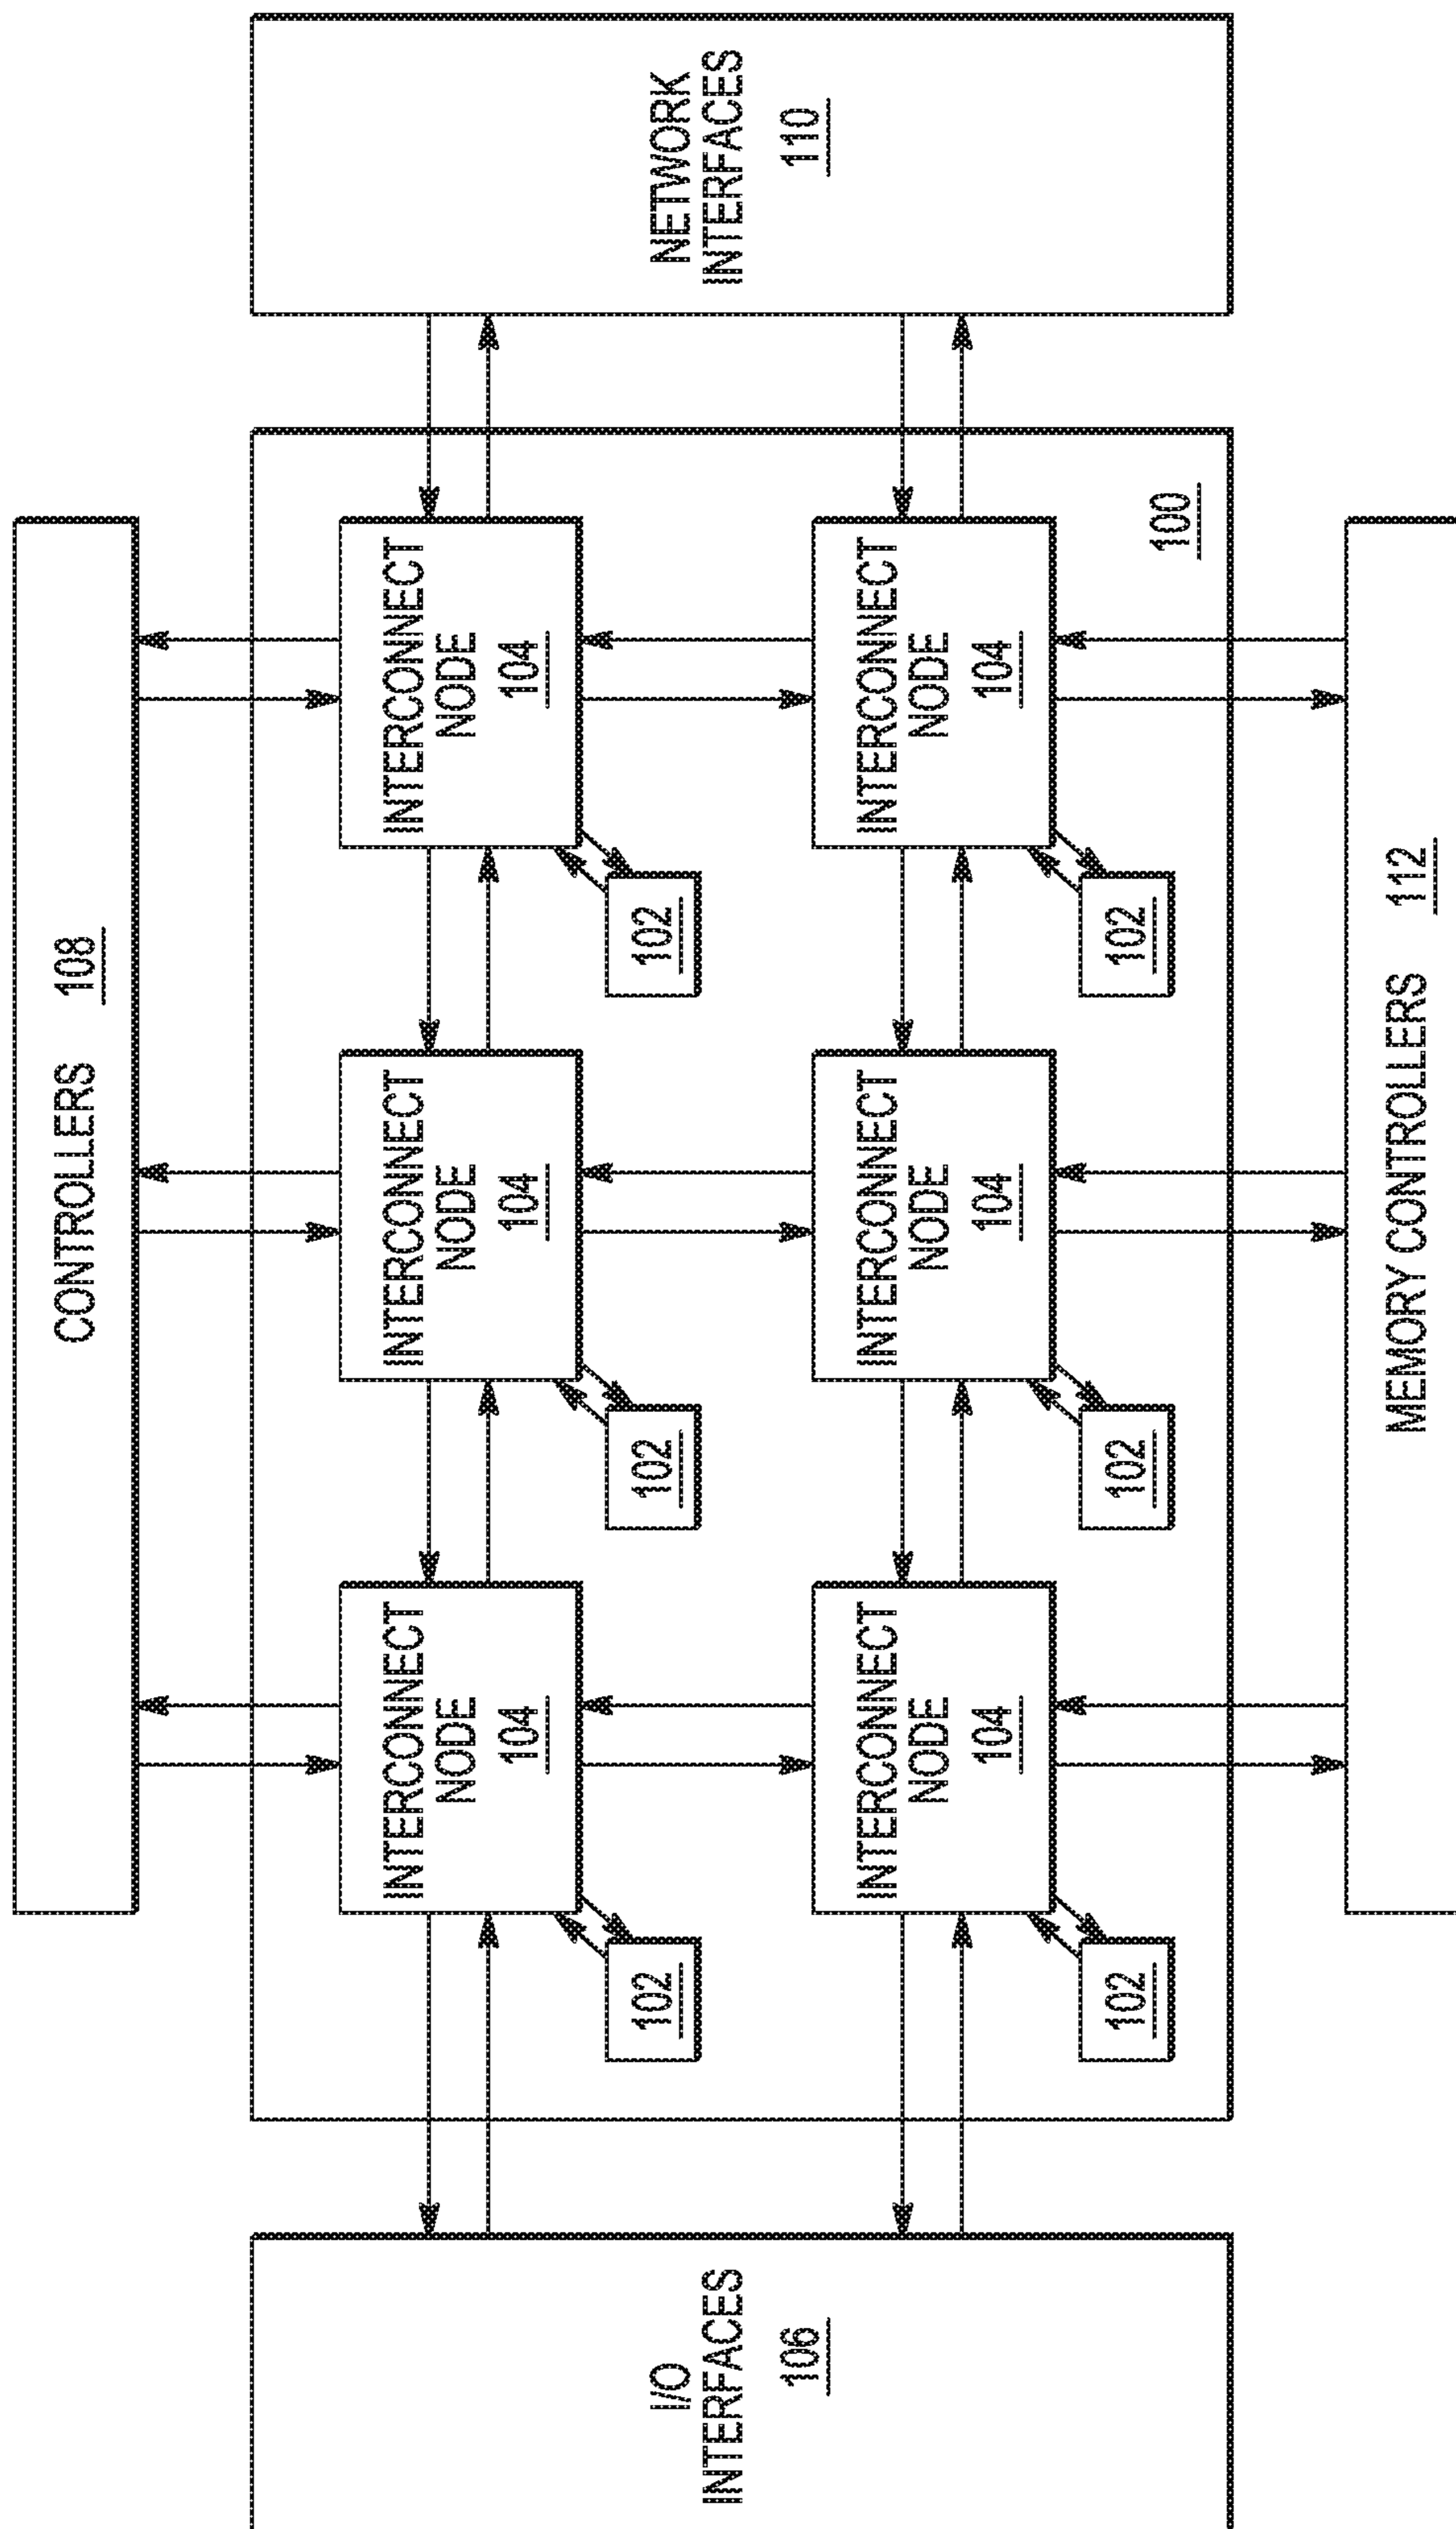 CONTROLLERS 108
INTERCONNECT
NODE
104
INTERCONNECT
NODE
104
INTERCONNECT
NODE
104
102
102
102
I/O
INTERFACES
106
NETWORK
INTERFACES
110
INTERCONNECT
NODE
104
INTERCONNECT
NODE
104
INTERCONNECT
NODE
104
102
102
102
100
MEMORY CONTROLLERS 112